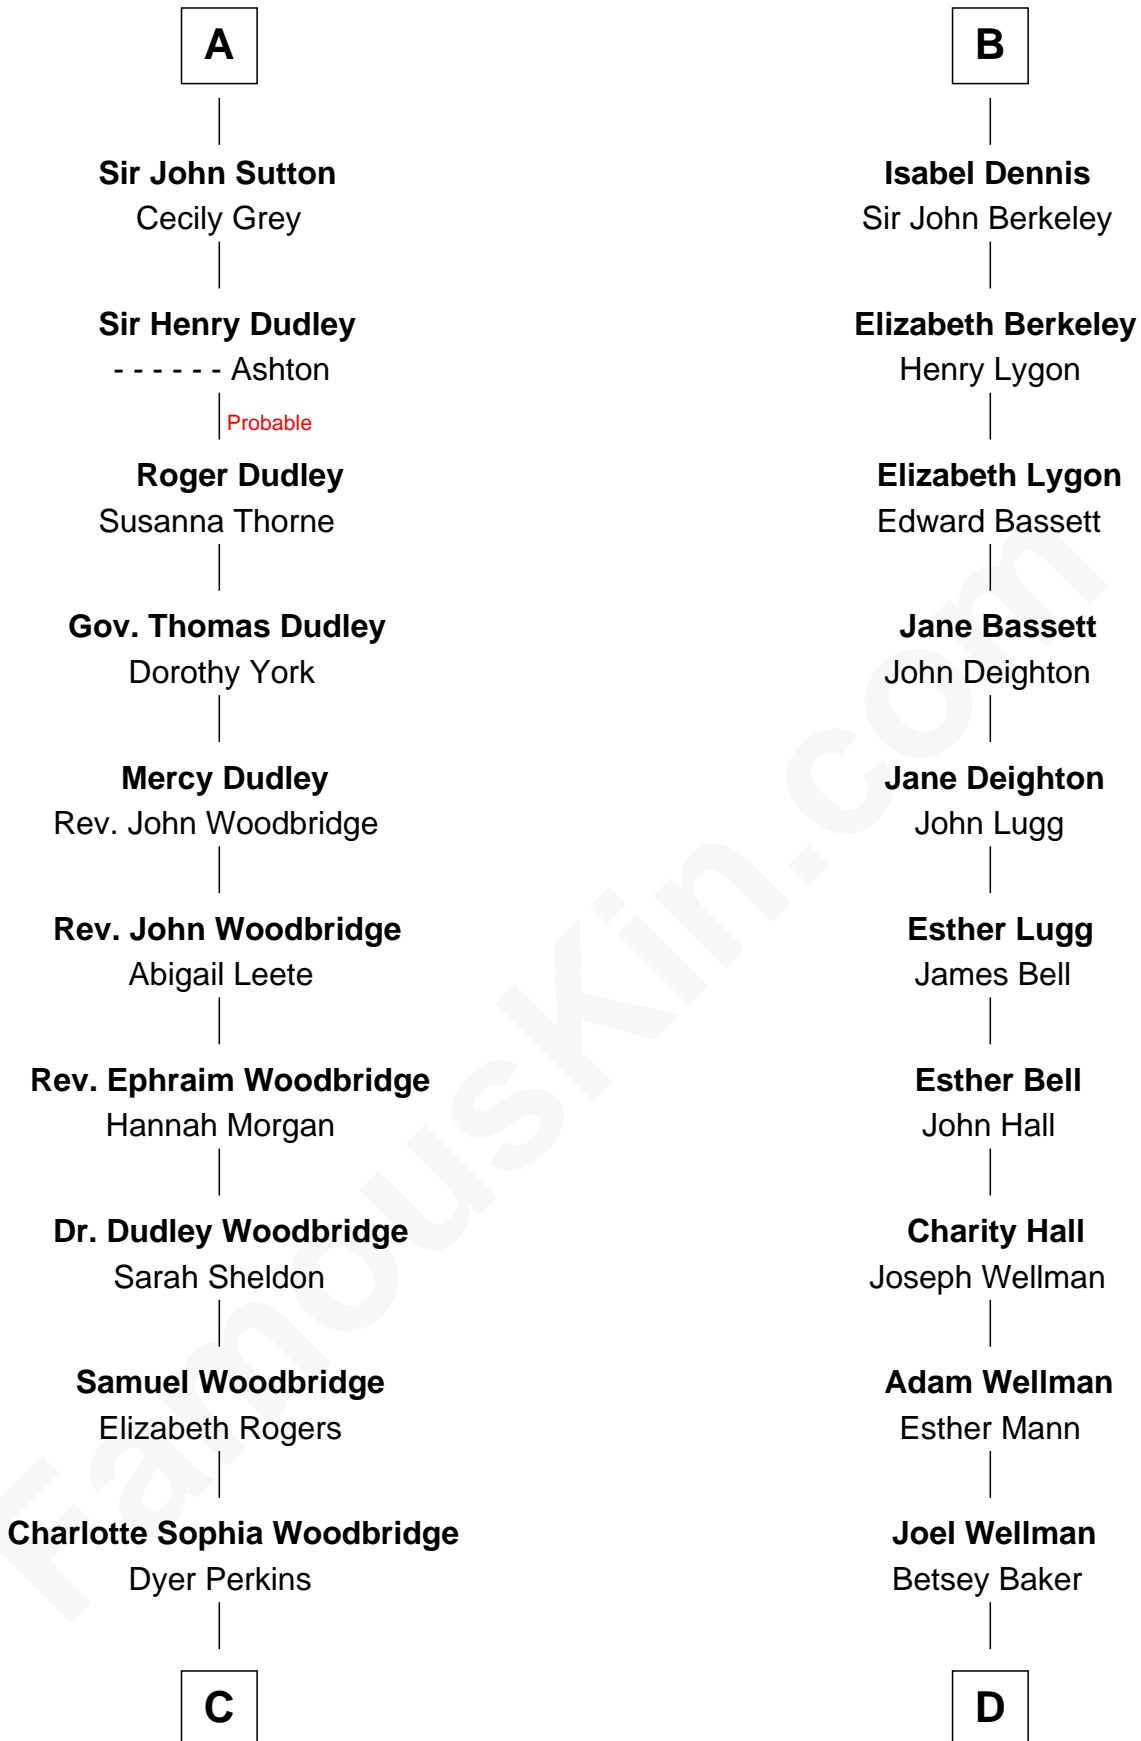 A
Sir John Sutton
Cecily Grey
Sir Henry Dudley
- - - - - - Ashton
Probable
Roger Dudley
Susanna Thorne
Gov. Thomas Dudley
Dorothy York
Mercy Dudley
Rev. John Woodbridge
Rev. John Woodbridge
Abigail Leete
Rev. Ephraim Woodbridge
Hannah Morgan
Dr. Dudley Woodbridge
Sarah Sheldon
Samuel Woodbridge
Elizabeth Rogers
Charlotte Sophia Woodbridge
Dyer Perkins
C
B
Isabel Dennis
Sir John Berkeley
Elizabeth Berkeley
Henry Lygon
Elizabeth Lygon
Edward Bassett
Jane Bassett
John Deighton
Jane Deighton
John Lugg
Esther Lugg
James Bell
Esther Bell
John Hall
Charity Hall
Joseph Wellman
Adam Wellman
Esther Mann
Joel Wellman
Betsey Baker
D
FamousKin.com